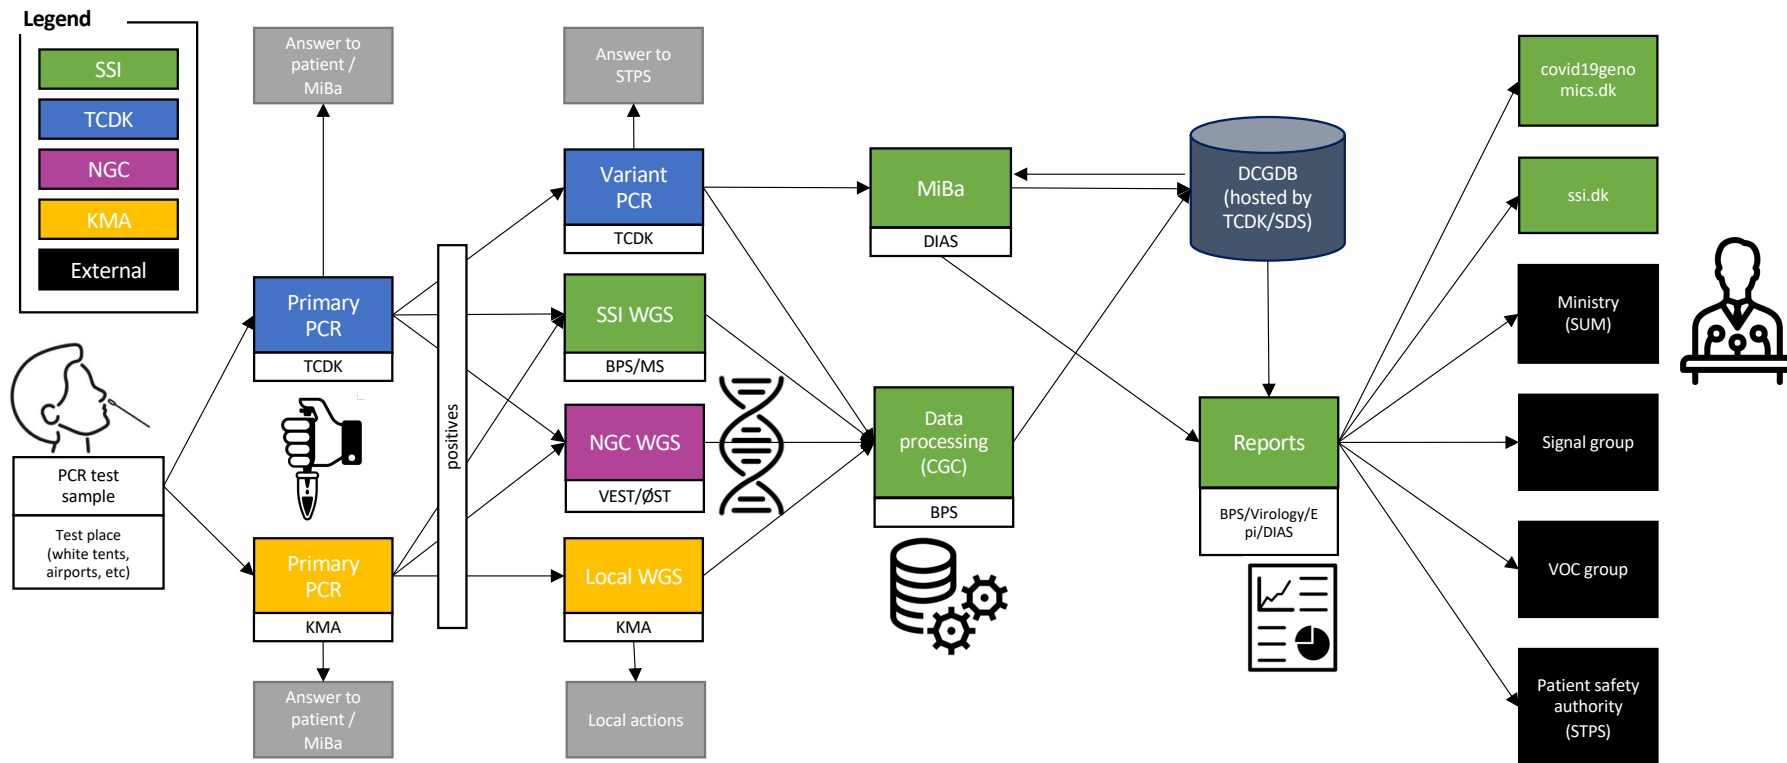 Legend
SSI
TCDK
NGC
KMA
External
PCR test
sample
Test place
(white tents,
airports, etc)
Answer to
patient /
MiBa
Primary
PCR
TCDK
Primary
PCR
KMA
Answer to
patient /
MiBa
positives
Answer to
STPS
Variant
PCR
TCDK
SSI WGS
BPS/MS
NGC WGS
VEST/ØST
Local WGS
KMA
Local actions
MiBa
DIAS
Data
processing
(CGC)
BPS
DCGDB
(hosted by
TCDK/SDS)
Reports
BPS/Virology/E
pi/DIAS
covid19geno
mics.dk
ssi.dk
Ministry
(SUM)
Signal group
VOC group
Patient safety
authority
(STPS)